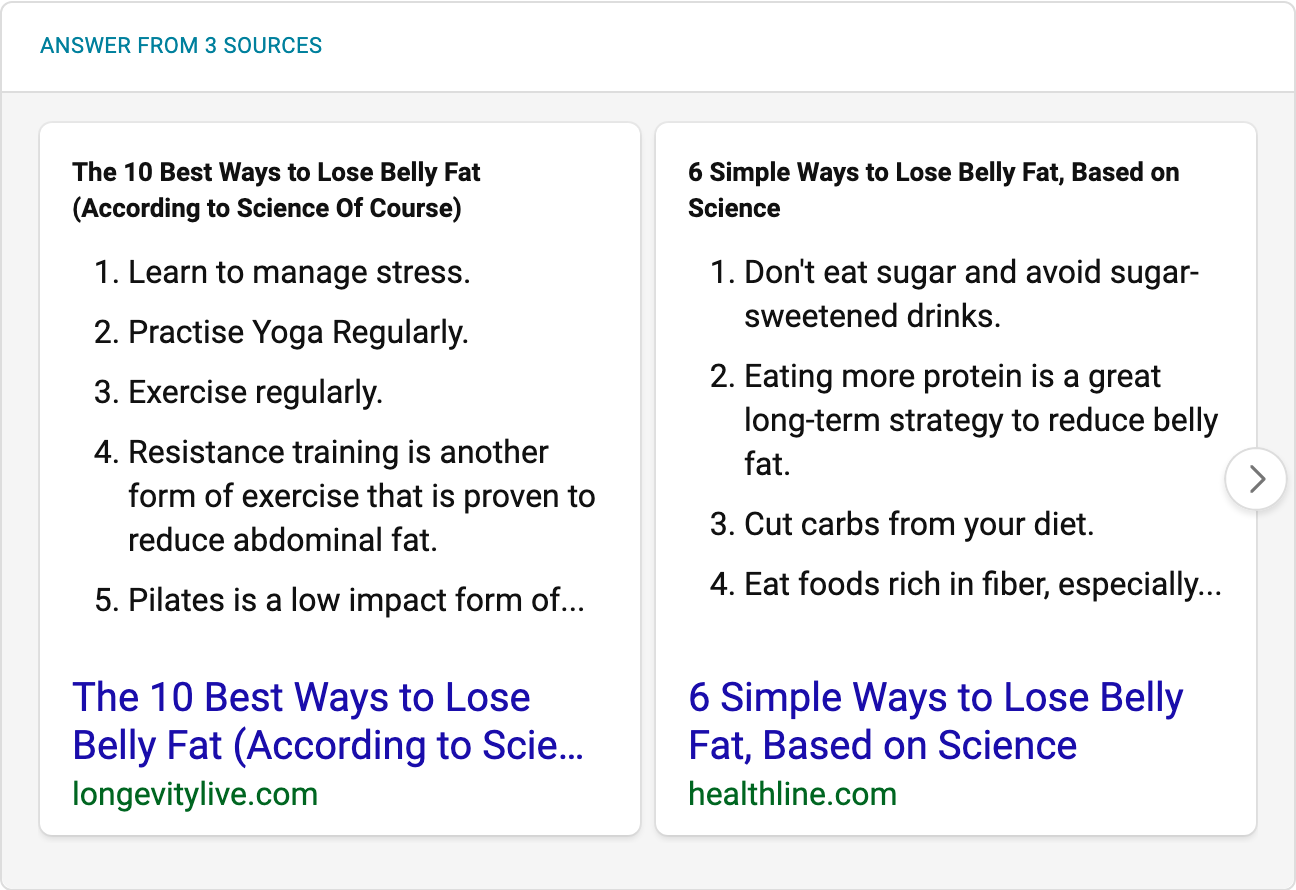 ANSWER FROM 3 SOURCES
The 10 Best Ways to Lose Belly Fat
(According to Science Of Course)
1. Learn to manage stress.
2. Practise Yoga Regularly.
3. Exercise regularly.
4. Resistance training is another
form of exercise that is proven to
reduce abdominal fat.
5. Pilates is a low impact form of...
The 10 Best Ways to Lose
Belly Fat (According to Scie...
longevitylive.com
6 Simple Ways to Lose Belly Fat, Based on
Science
1. Don't eat sugar and avoid sugar-
sweetened drinks.
2. Eating more protein is a great
long-term strategy to reduce belly
fat.
3. Cut carbs from your diet.
4. Eat foods rich in fiber, especially...
6 Simple Ways to Lose Belly
Fat, Based on Science
healthline.com